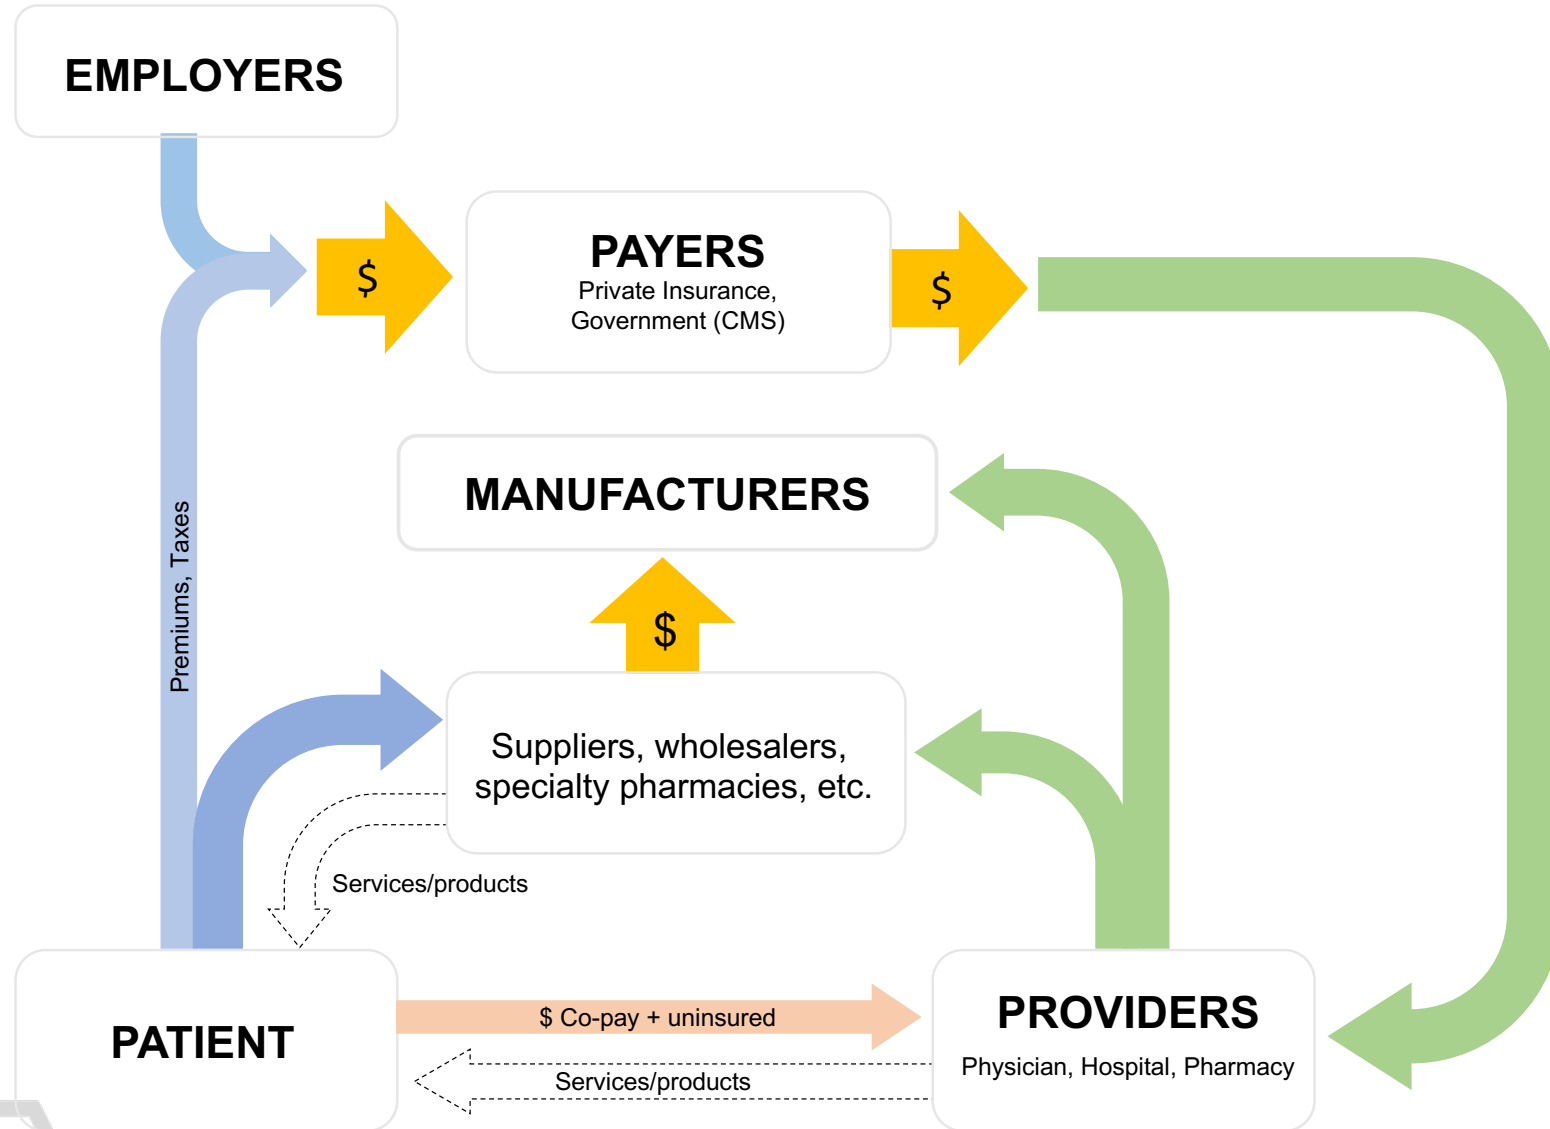 EMPLOYERS
$
PAYERS
Private Insurance,
Government (CMS)
$
MANUFACTURERS
Premiums, Taxes
$
Suppliers, wholesalers,
specialty pharmacies, etc.
Services/products
PATIENT
$ Co-pay + uninsured
Services/products
PROVIDERS
Physician, Hospital, Pharmacy